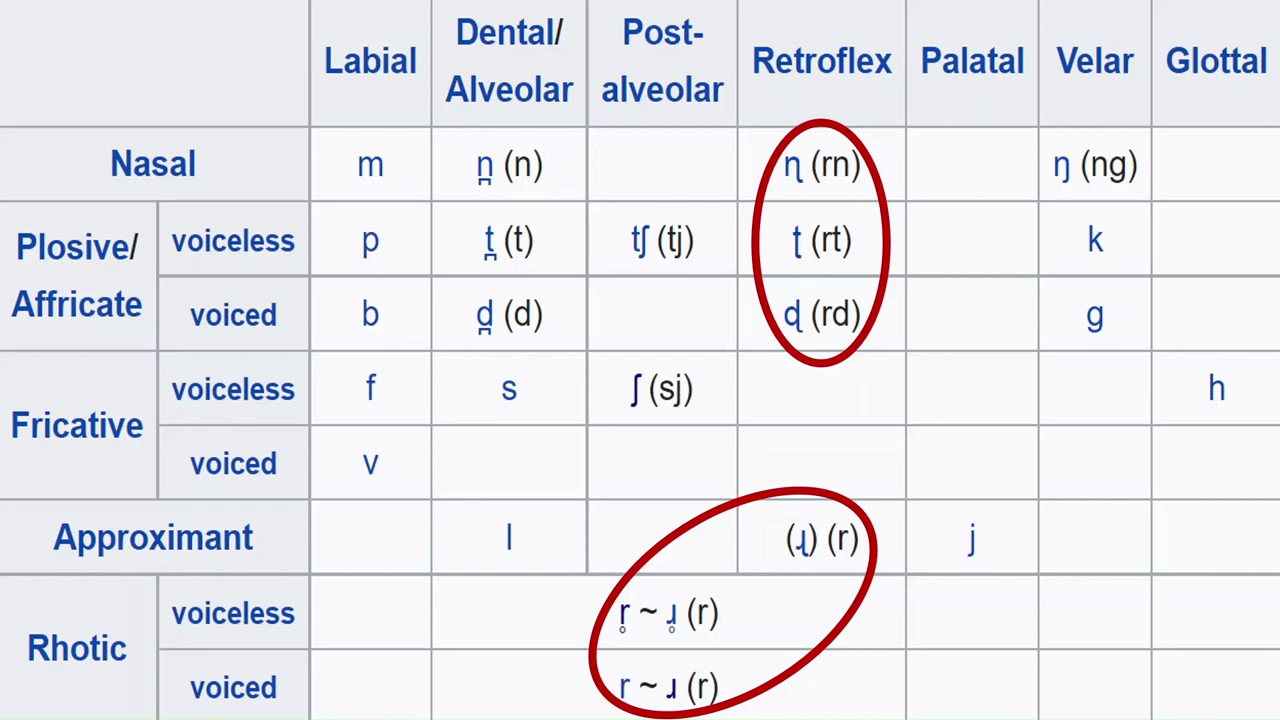 Labial Dental/ Alveolar Post- alveolar Retroflex Palatal Velar Glottal
Nasal m n̪ (n) ɳ (rn) ŋ (ng)
Plosive/ Affricate voiceless p t̪ (t) tʃ (tj) ʈ (rt) k
voiced b d̪ (d) ɖ (rd) g
Fricative voiceless f s ʃ (sj) h
voiced v
Approximant l (ɻ) (r) j
Rhotic voiceless r̥ ~ ɹ̥ (r)
voiced r ~ ɹ (r)